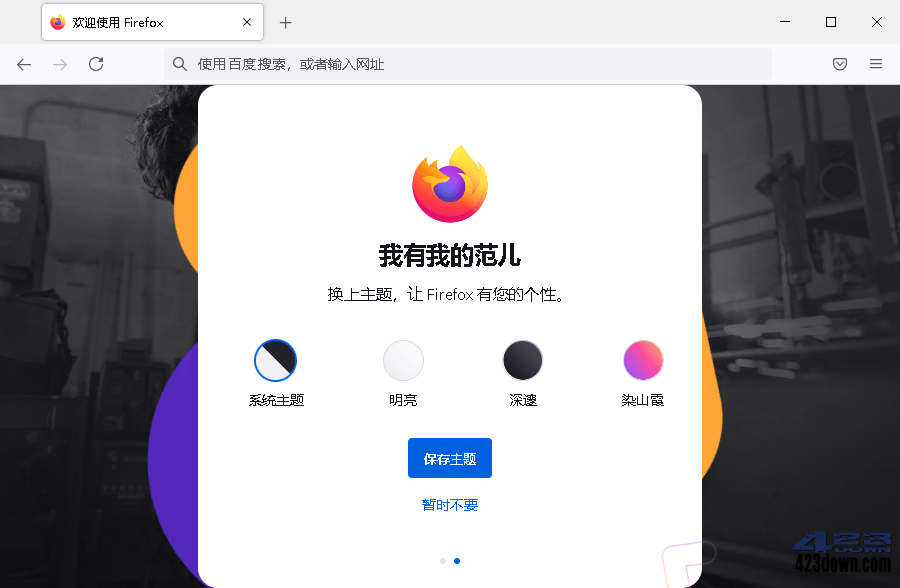 欢迎使用 Firefox
使用百度搜索，或者输入网址
我有我的范儿
换上主题，让 Firefox 有您的个性。
系统主题
明亮
深邃
染山霞
保存主题
暂时不要
423
DOWN
423down.com